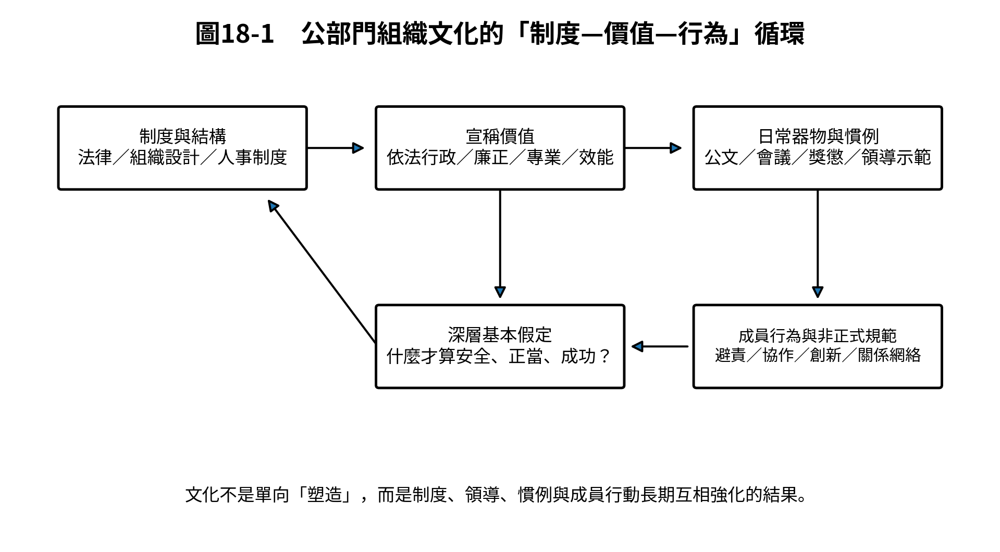 圖18-1　公部門組織文化的「制度—價值—行為」循環
制度與結構
法律／組織設計／人事制度
宣稱價值
依法行政／廉正／專業／效能
日常器物與慣例
公文／會議／獎懲／領導示範
深層基本假定
什麼才算安全、正當、成功？
成員行為與非正式規範
避責／協作／創新／關係網絡
文化不是單向「塑造」，而是制度、領導、慣例與成員行動長期互相強化的結果。